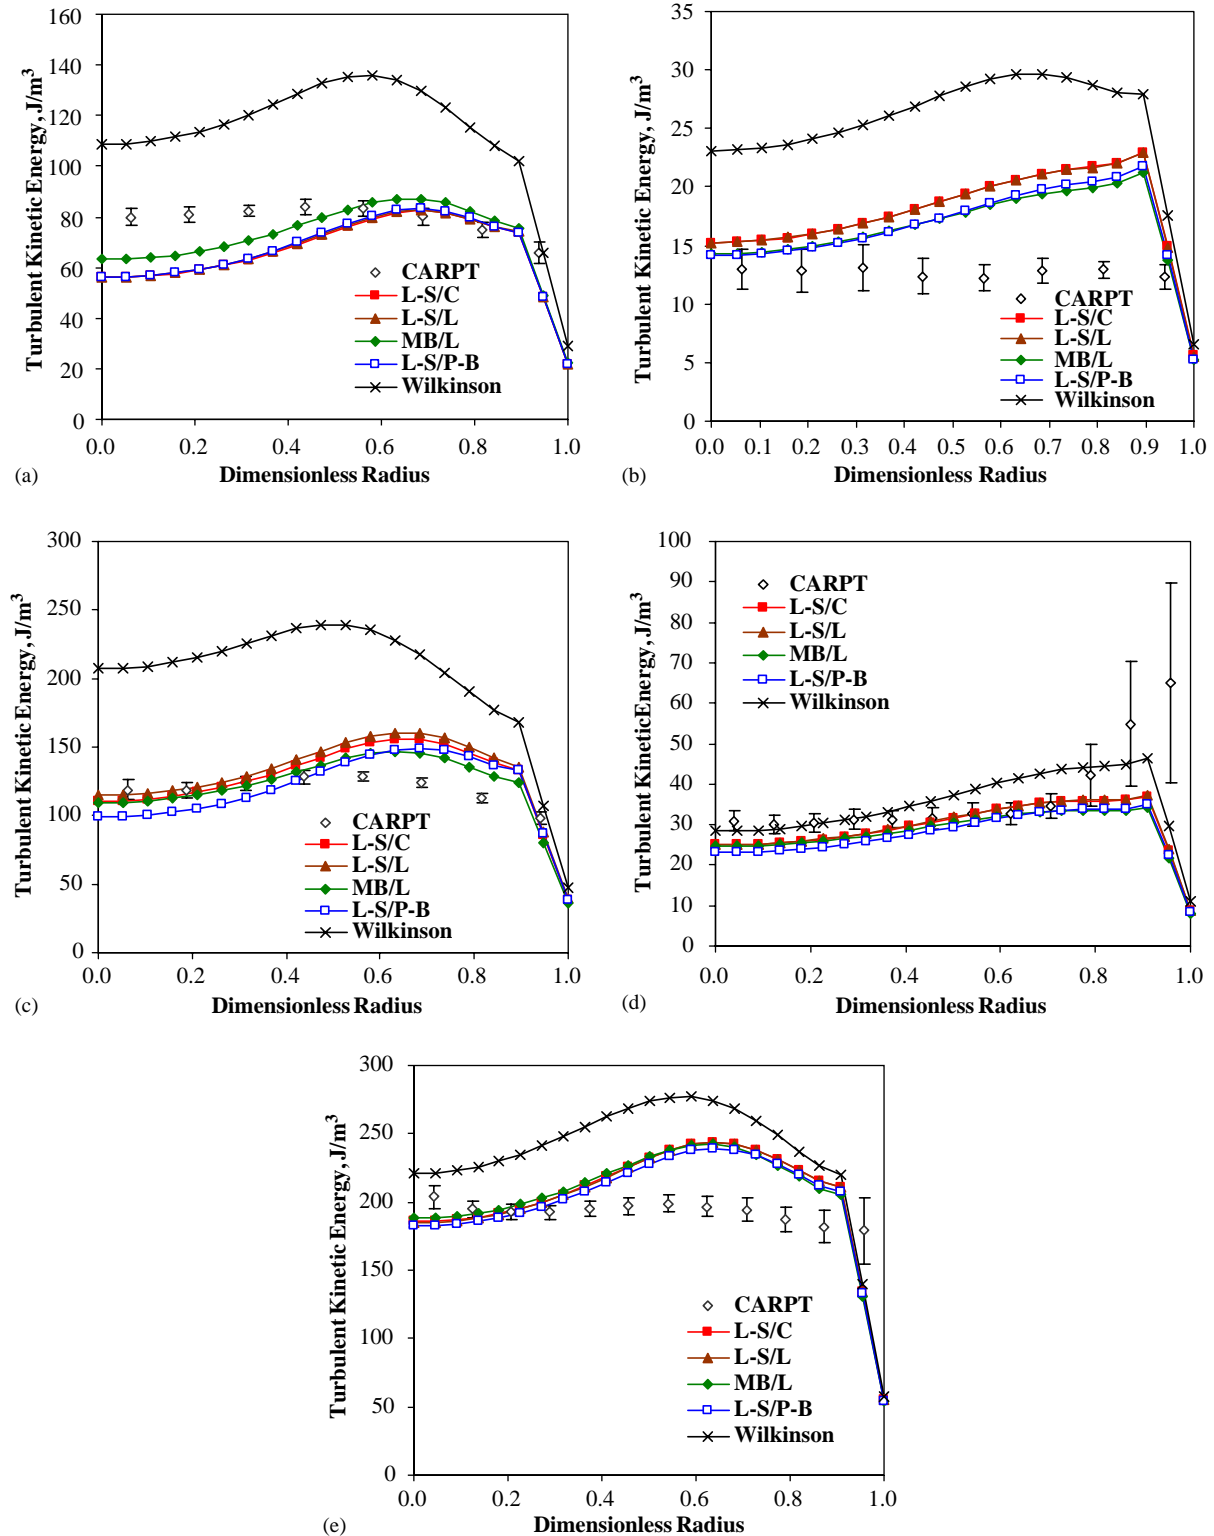 160
140
120
100
80
60
40
20
0
Turbulent Kinetic Energy, J/m³
CARPT
L-S/C
L-S/L
MB/L
L-S/P-B
Wilkinson
0.0 0.2 0.4 0.6 0.8 1.0
Dimensionless Radius
(a)
35
30
25
20
15
10
5
0
Turbulent Kinetic Energy, J/m³
CARPT
L-S/C
L-S/L
MB/L
L-S/P-B
Wilkinson
0.0 0.1 0.2 0.3 0.4 0.5 0.6 0.7 0.8 0.9 1.0
Dimensionless Radius
(b)
300
250
200
150
100
50
0
Turbulent Kinetic Energy, J/m³
CARPT
L-S/C
L-S/L
MB/L
L-S/P-B
Wilkinson
0.0 0.2 0.4 0.6 0.8 1.0
Dimensionless Radius
(c)
100
90
80
70
60
50
40
30
20
10
0
Turbulent Kinetic Energy, J/m³
CARPT
L-S/C
L-S/L
MB/L
L-S/P-B
Wilkinson
0.0 0.2 0.4 0.6 0.8 1.0
Dimensionless Radius
(d)
300
250
200
150
100
50
0
Turbulent Kinetic Energy, J/m³
CARPT
L-S/C
L-S/L
MB/L
L-S/P-B
Wilkinson
0.0 0.2 0.4 0.6 0.8 1.0
Dimensionless Radius
(e)